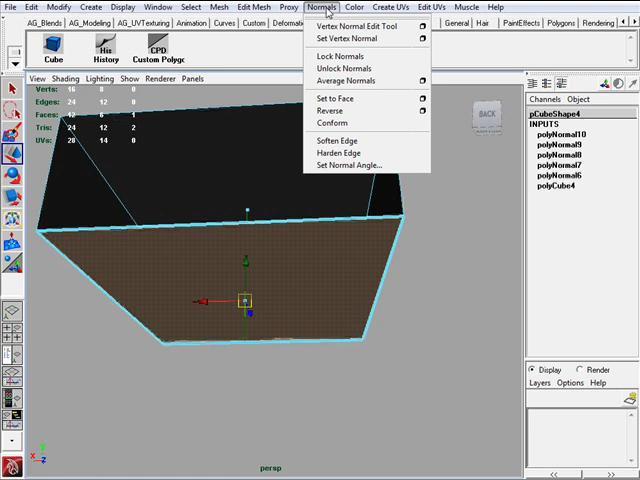 File Edit Modify Create Display Window Select Mesh Edit Mesh Proxy Normals Color Create UVs Edit UVs Muscle Help
AG_Blends AG_Modeling AG_UVTexturing Animation Curves Custom General Hair PaintEffects Polygons Rendering
Cube
His
History
CPD
Custom Polygc
View Shading Lighting Show Renderer Panels
Verts: 16 8 0
Edges: 24 12 0
Faces: 12 6 1
Tris: 24 12 2
UVs: 28 14 0
Vertex Normal Edit Tool
Set Vertex Normal
Lock Normals
Unlock Normals
Average Normals
Set to Face
Reverse
Conform
Soften Edge
Harden Edge
Set Normal Angle...
BACK
Channels Object
pCubeShape4
INPUTS
polyNormal10
polyNormal9
polyNormal8
polyNormal7
polyNormal6
polyCube4
Display Render
Layers Options Help
persp
Y
X
Z